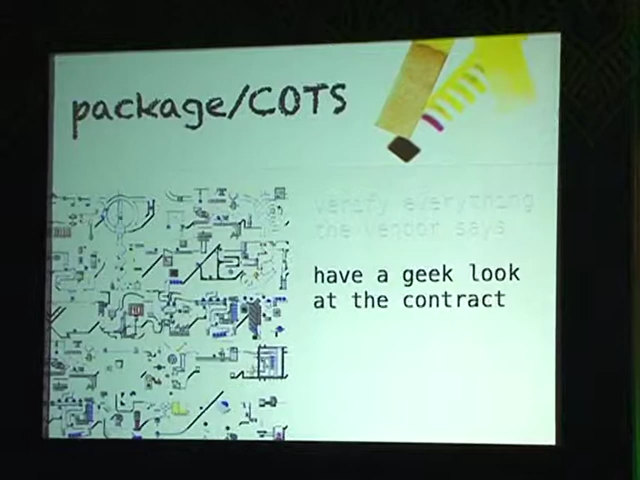 package/COTS
verify everything
the vendor says
have a geek look
at the contract